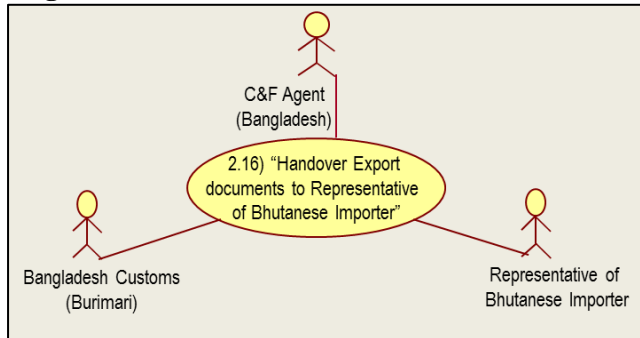 C&F Agent
(Bangladesh)
2.16) “Handover Export
documents to Representative
of Bhutanese Importer”
Bangladesh Customs
(Burimari)
Representative of
Bhutanese Importer